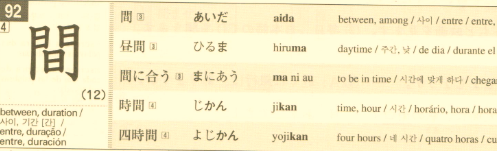 92
4
間
(12)
between, duration /
사이, 기간 [간] /
entre, duração /
entre, duración
間 ③ あいだ aida between, among / 사이 / entre / entre,
昼間 ③ ひるま hiruma daytime / 주간, 낮 / de dia / durante el
間に合う ③ まにあう ma ni au to be in time / 시간에 맞게 하다 / chegar
時間 ④ じかん jikan time, hour / 시간 / horário, hora / hora
四時間 ④ よじかん yojikan four hours / 네 시간 / quatro horas / cu